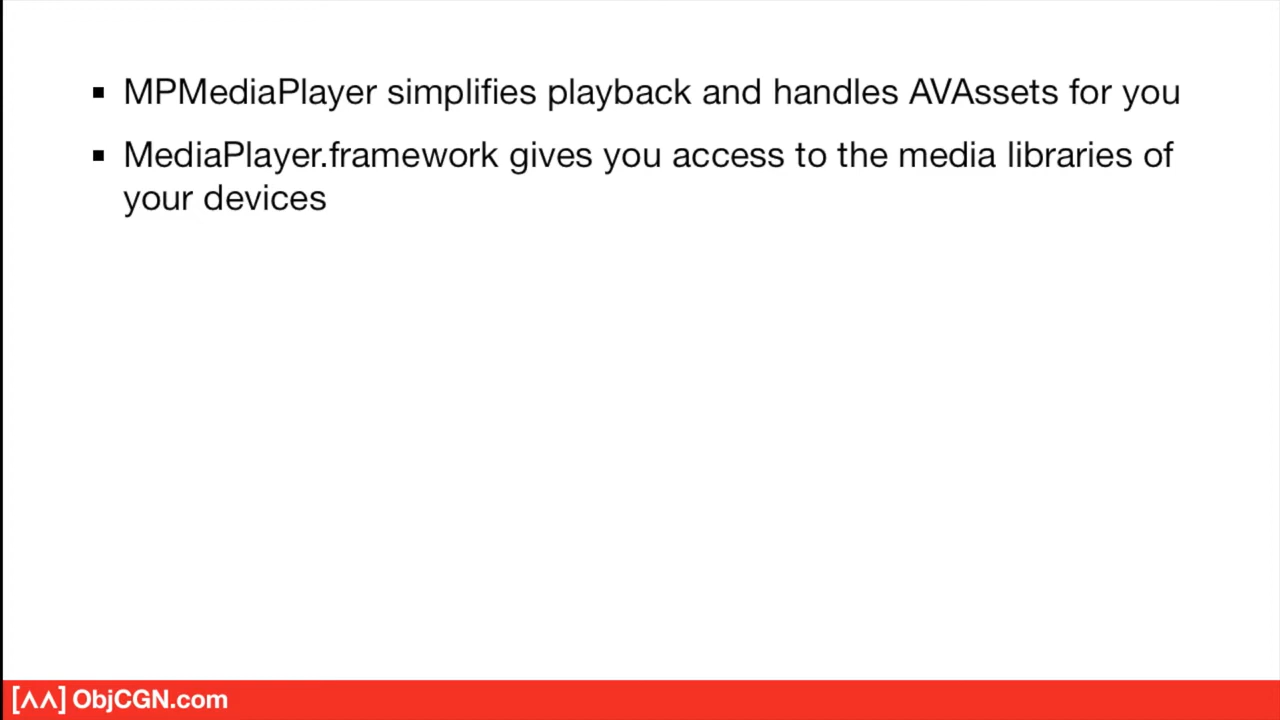 ▪ MPMediaPlayer simplifies playback and handles AVAssets for you
▪ MediaPlayer.framework gives you access to the media libraries of
your devices
[^^] ObjCGN.com